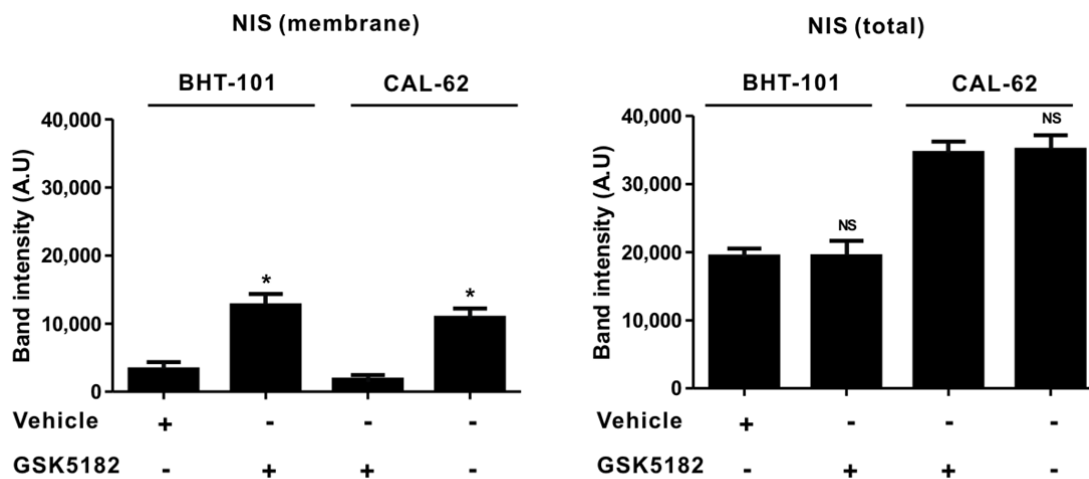 NIS (membrane)
BHT-101 CAL-62
Band intensity (A.U)
40,000
30,000
20,000
10,000
0
* *
Vehicle + - - -
GSK5182 - + + -
NIS (total)
BHT-101 CAL-62
Band intensity (A.U)
40,000
30,000
20,000
10,000
0
NS NS
Vehicle + - - -
GSK5182 - + + -